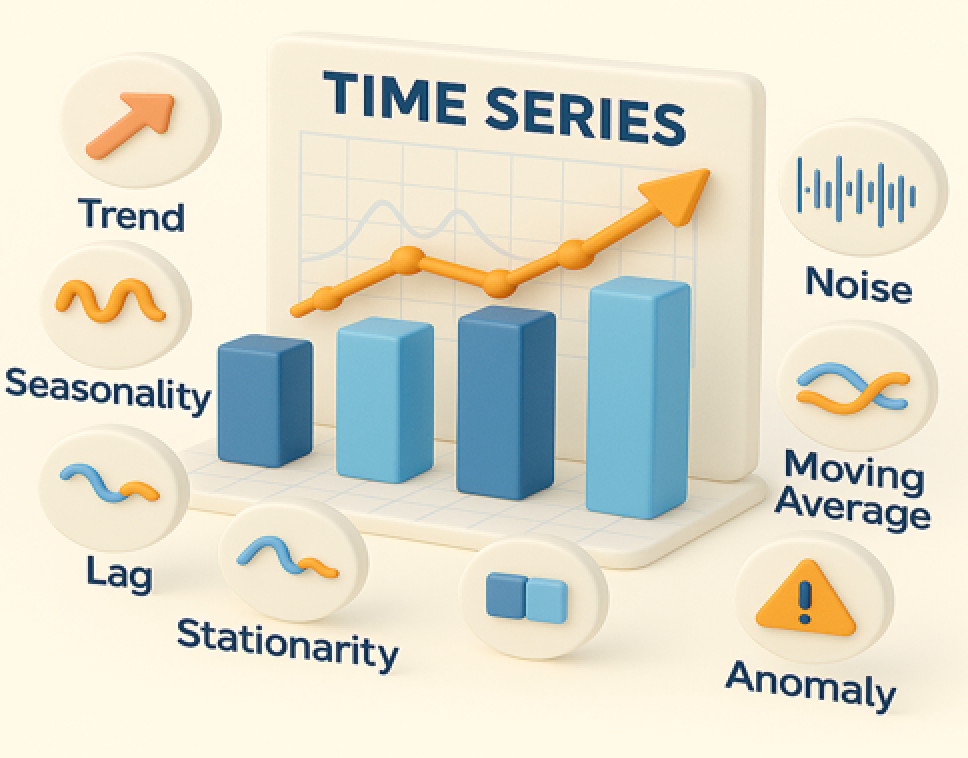 TIME SERIES
Trend
Seasonality
Lag
Stationarity
Noise
Moving
Average
Anomaly